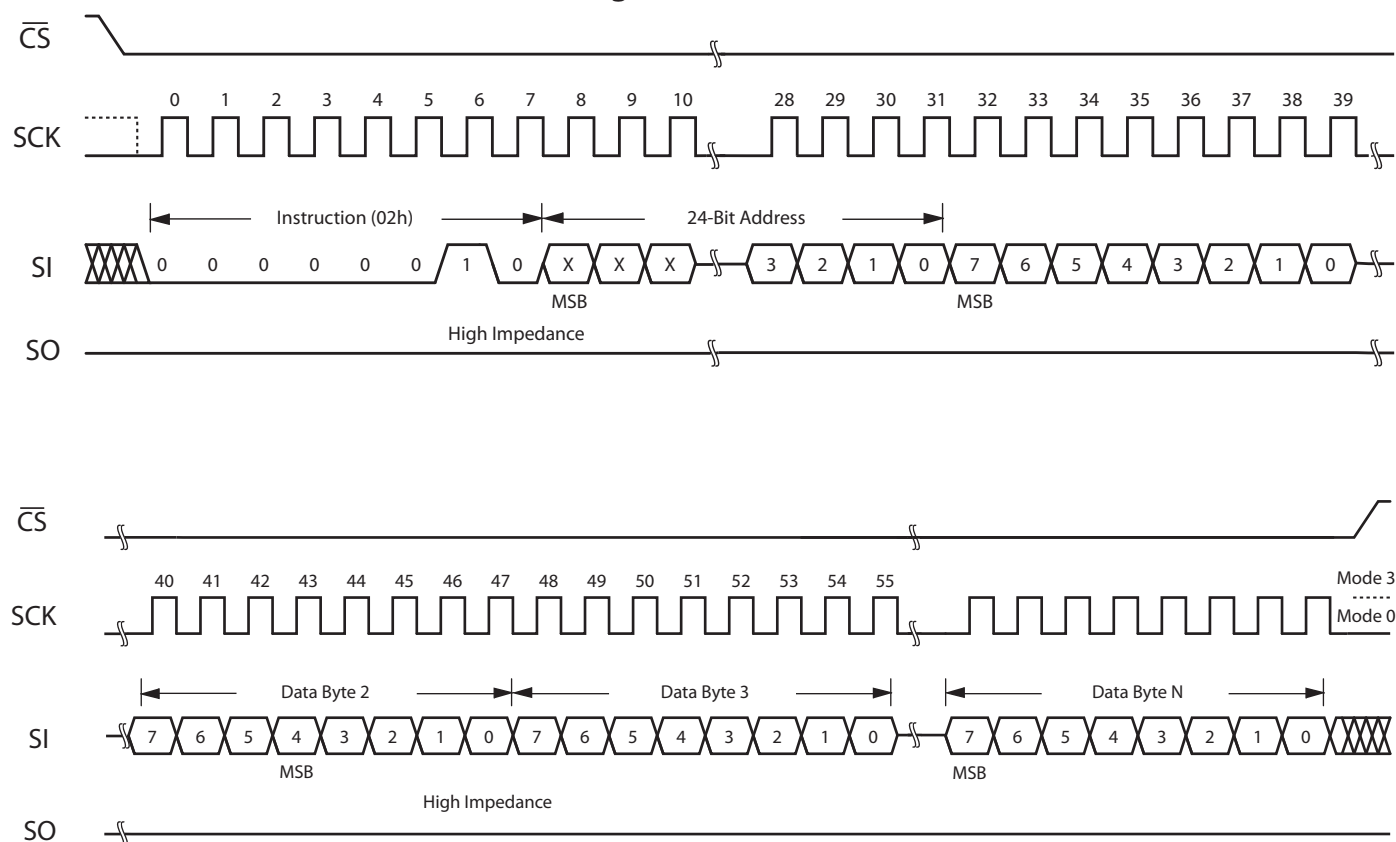 CS
0 1 2 3 4 5 6 7 8 9 10 28 29 30 31 32 33 34 35 36 37 38 39
SCK
Instruction (02h) 24-Bit Address
SI 0 0 0 0 0 0 1 0 X X X 3 2 1 0 7 6 5 4 3 2 1 0
MSB MSB
High Impedance
SO
CS
40 41 42 43 44 45 46 47 48 49 50 51 52 53 54 55
Mode 3
SCK
Mode 0
Data Byte 2 Data Byte 3 Data Byte N
SI 7 6 5 4 3 2 1 0 7 6 5 4 3 2 1 0 7 6 5 4 3 2 1 0
MSB MSB
High Impedance
SO